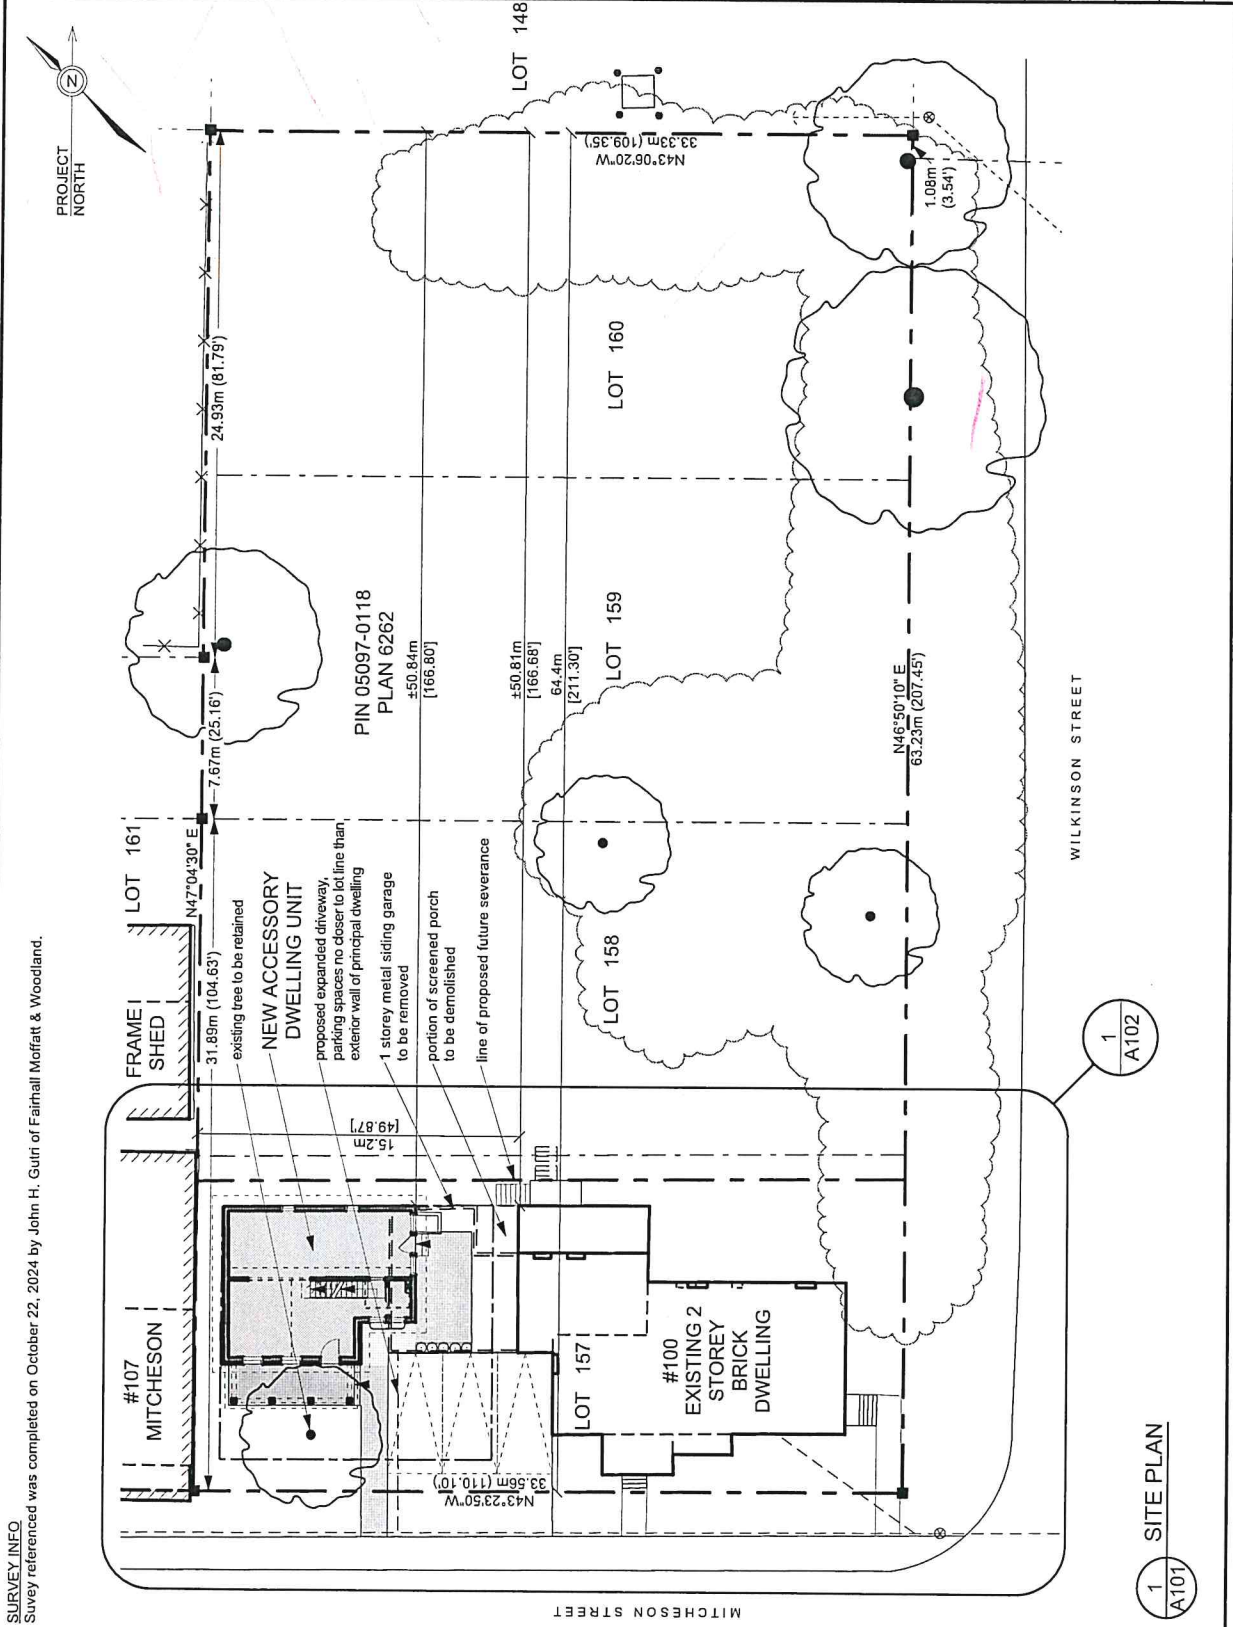 SURVEY INFO
Suvey referenced was completed on October 22, 2024 by John H. Gutri of Fairhall Moffatt & Woodland.
PROJECT
NORTH
N
LOT 148
LOT 161
FRAME
SHED
#107
MITCHESON
N47°04'30" E
31.89m (104.63')
7.67m (25.16')
24.93m (81.79')
existing tree to be retained
NEW ACCESSORY
DWELLING UNIT
proposed expanded driveway,
parking spaces no closer to lot line than
exterior wall of principal dwelling
1 storey metal siding garage
to be removed
portion of screened porch
to be demolished
line of proposed future severance
PIN 05097-0118
PLAN 6262
±50.84m
[166.80']
±50.81m
[166.68']
64.4m
[211.30']
15.2m
[49.87']
N43°06'20"W
33.33m (109.35')
1.08m
(3.54')
LOT 160
LOT 159
LOT 158
LOT 157
#100
EXISTING 2
STOREY
BRICK
DWELLING
N43°23'50"W
33.56m (110.10')
N46°50'10" E
63.23m (207.45')
WILKINSON STREET
MITCHESON STREET
1
A102
1
A101
SITE PLAN